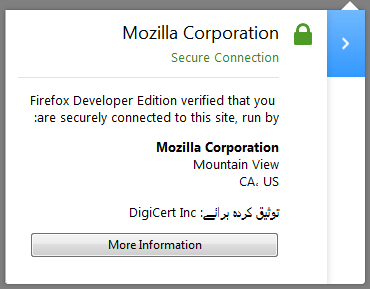 Mozilla Corporation
Secure Connection
Firefox Developer Edition verified that you
are securely connected to this site, run by:
Mozilla Corporation
Mountain View
CA، US
توثیق کردہ برائے: DigiCert Inc
More Information